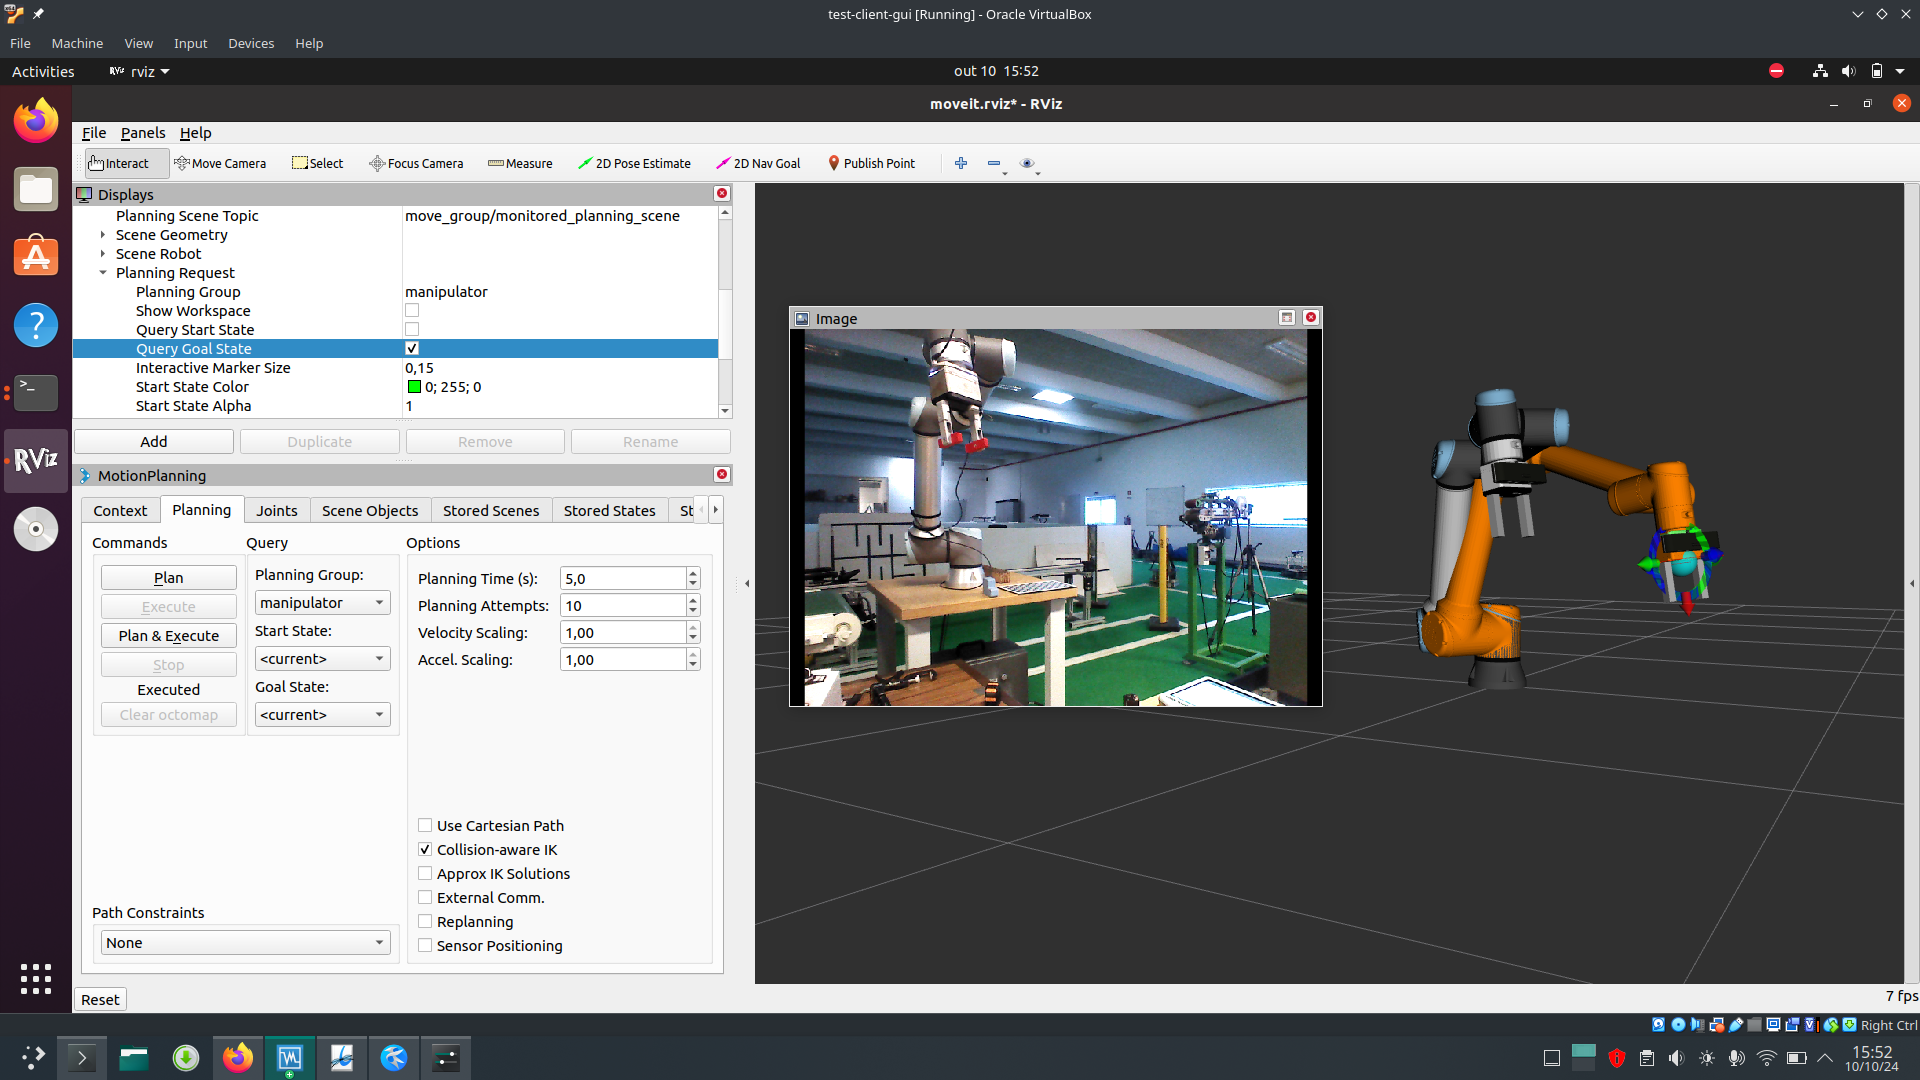 test-client-gui [Running] - Oracle VirtualBox
File Machine View Input Devices Help
Activities RViz rviz out 10 15:52
moveit.rviz* - RViz
File Panels Help
Interact Move Camera Select Focus Camera Measure 2D Pose Estimate 2D Nav Goal Publish Point
Displays
Planning Scene Topic move_group/monitored_planning_scene
Scene Geometry
Scene Robot
Planning Request
Planning Group manipulator
Show Workspace
Query Start State
Query Goal State
Interactive Marker Size 0,15
Start State Color 0; 255; 0
Start State Alpha 1
Add Duplicate Remove Rename
RViz
MotionPlanning
Context Planning Joints Scene Objects Stored Scenes Stored States St
Commands
Plan
Execute
Plan & Execute
Stop
Executed
Clear octomap
Query
Planning Group:
manipulator
Start State:
<current>
Goal State:
<current>
Options
Planning Time (s): 5,0
Planning Attempts: 10
Velocity Scaling: 1,00
Accel. Scaling: 1,00
Use Cartesian Path
Collision-aware IK
Approx IK Solutions
External Comm.
Replanning
Sensor Positioning
Path Constraints
None
Reset
Image
7 fps
Right Ctrl
15:52
10/10/24